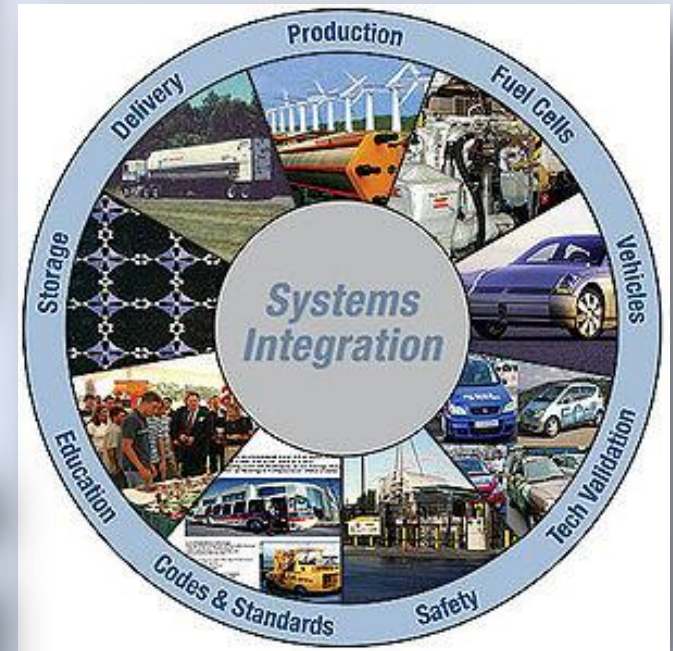 Production
Fuel Cells
Vehicles
Tech Validation
Safety
Codes & Standards
Education
Storage
Delivery
Systems
Integration